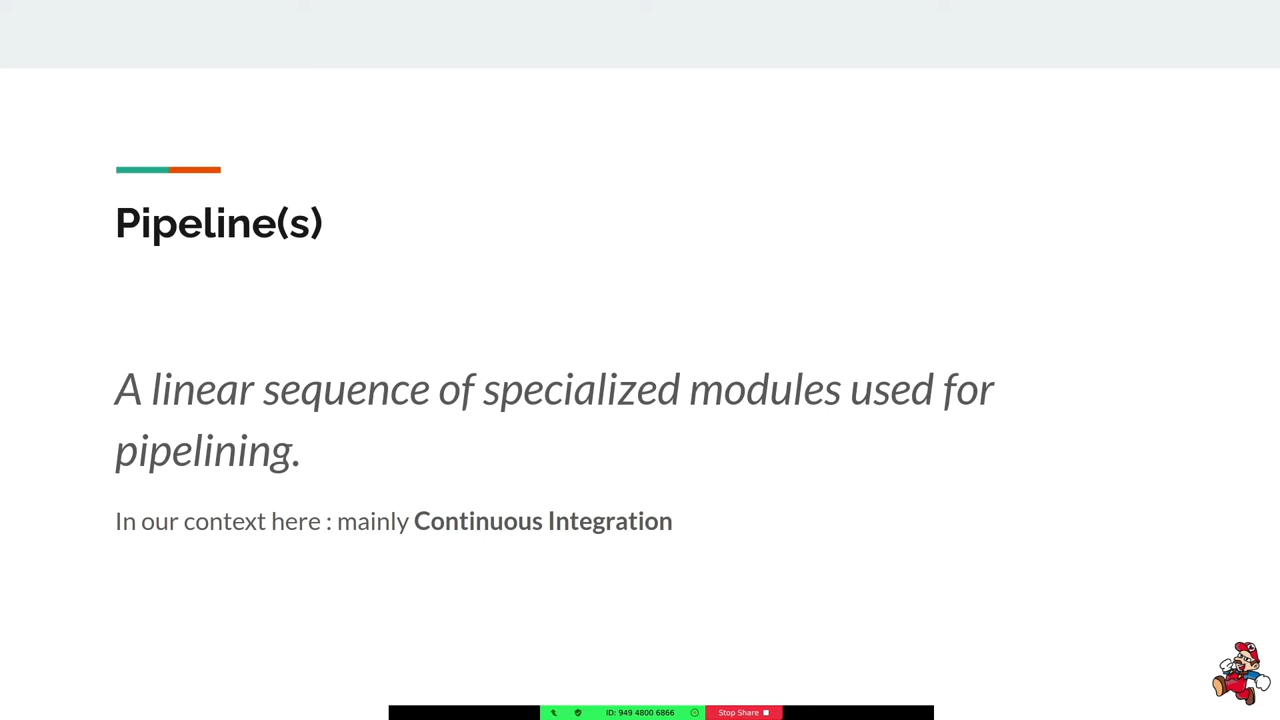 Pipeline(s)
A linear sequence of specialized modules used for
pipelining.
In our context here : mainly Continuous Integration
ID: 949 4800 6866
Stop Share